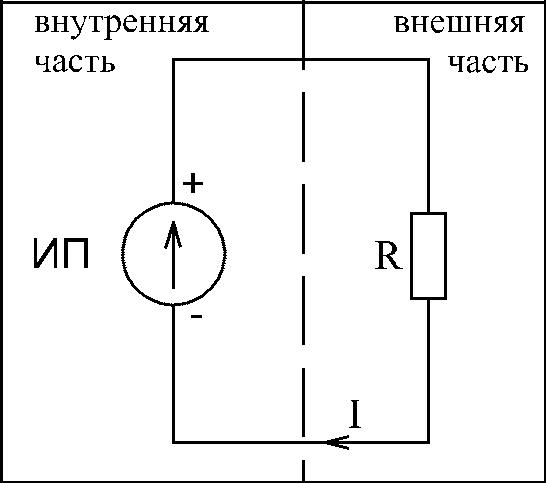 внутренняя
часть
внешняя
часть
+
ИП
R
-
I